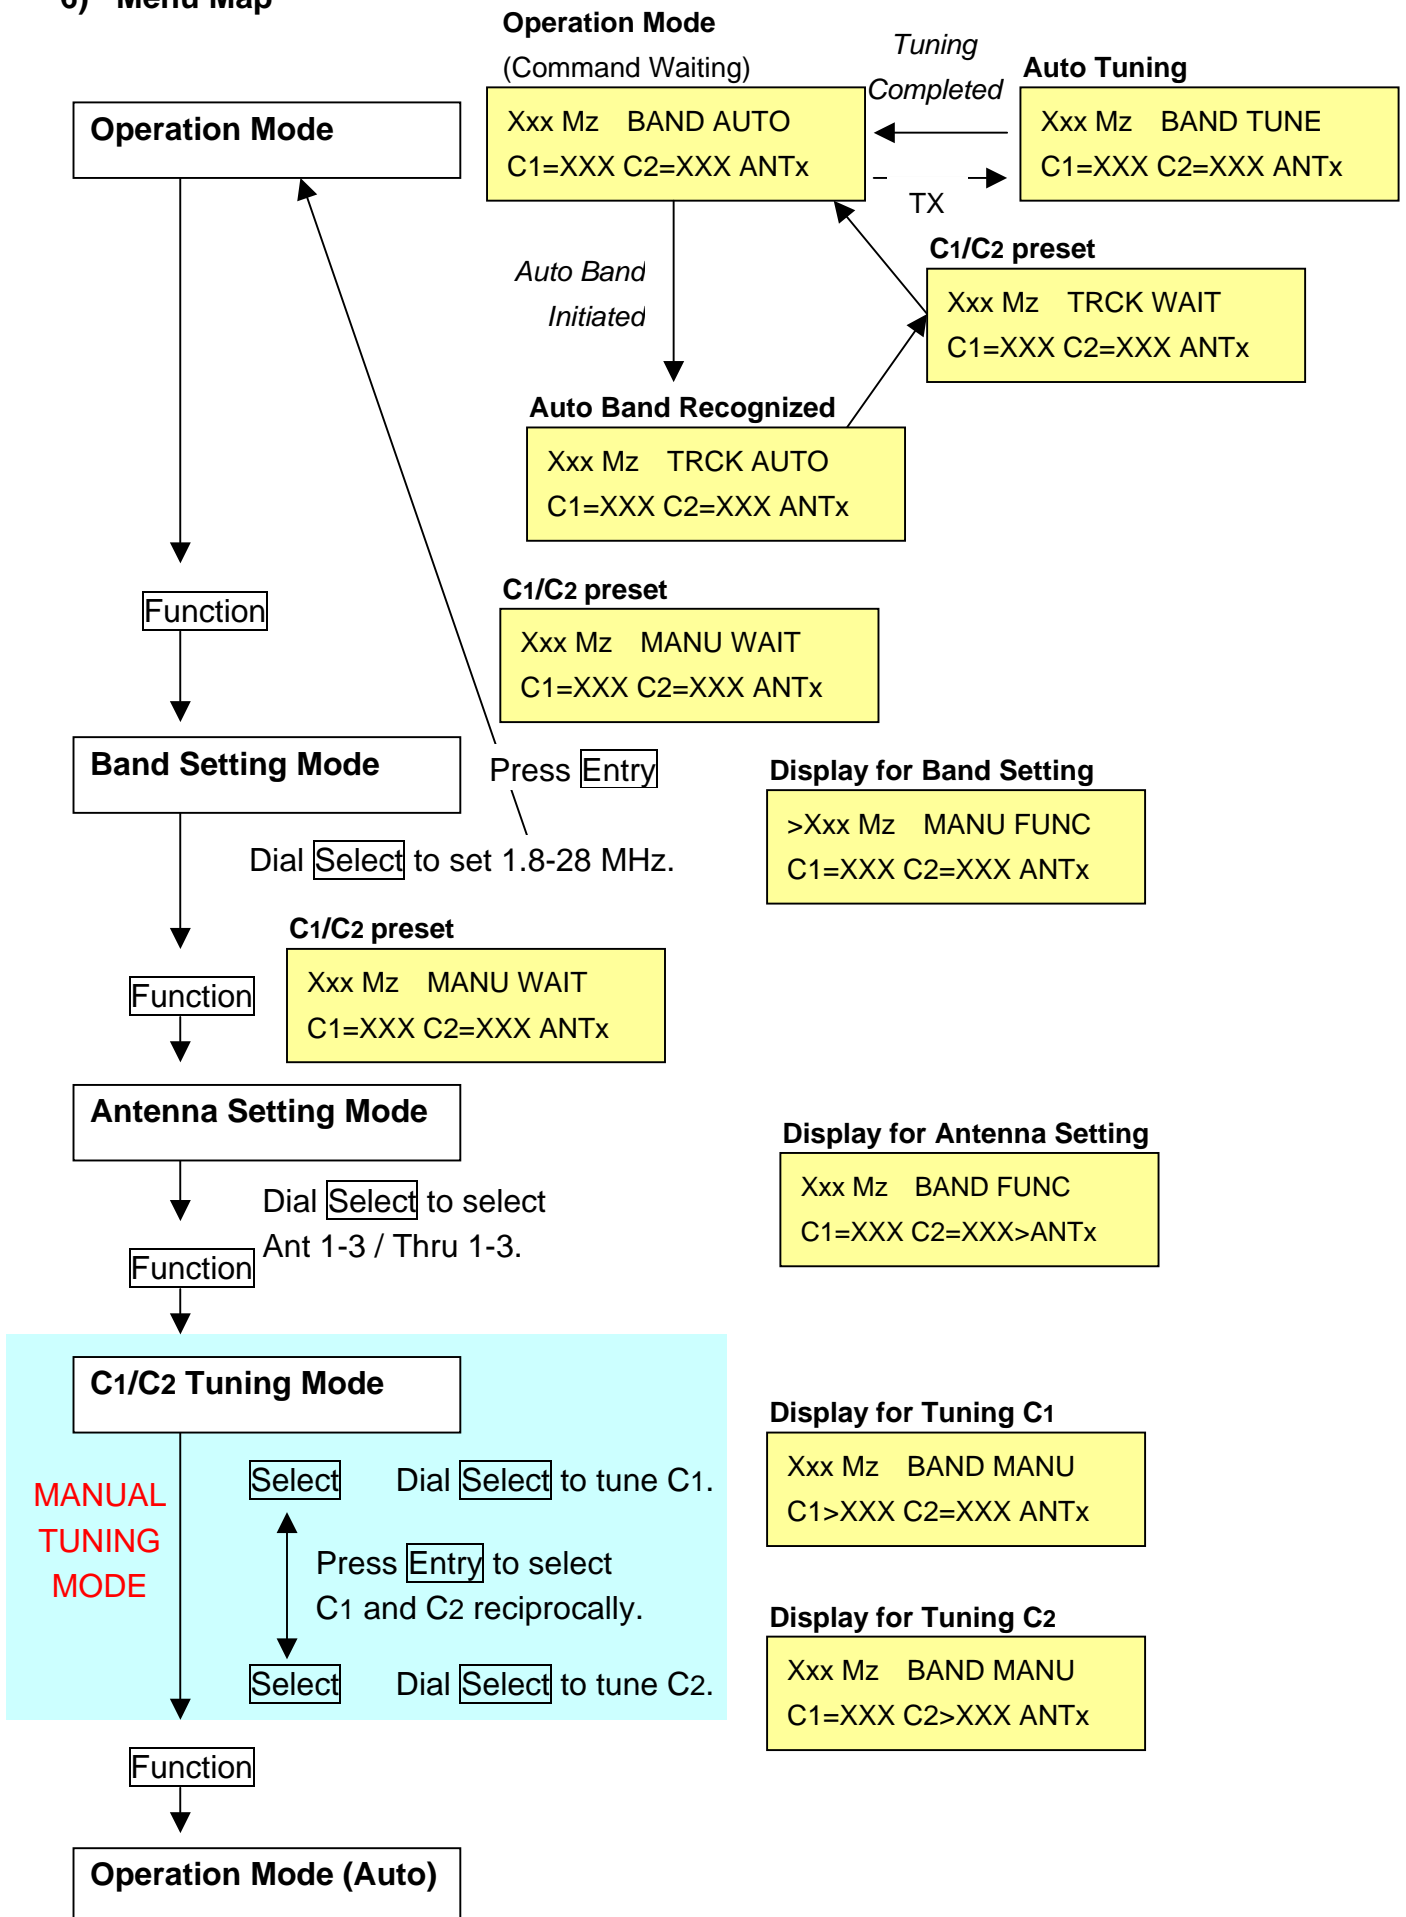 6) Menu Map
Operation Mode
(Command Waiting)
Tuning
Completed
Auto Tuning
Operation Mode
Xxx Mz BAND AUTO
C1=XXX C2=XXX ANTx
Xxx Mz BAND TUNE
C1=XXX C2=XXX ANTx
TX
C1/C2 preset
Xxx Mz TRCK WAIT
C1=XXX C2=XXX ANTx
Auto Band
Initiated
Auto Band Recognized
Xxx Mz TRCK AUTO
C1=XXX C2=XXX ANTx
Function
C1/C2 preset
Xxx Mz MANU WAIT
C1=XXX C2=XXX ANTx
Band Setting Mode
Press Entry
Dial Select to set 1.8-28 MHz.
Display for Band Setting
>Xxx Mz MANU FUNC
C1=XXX C2=XXX ANTx
C1/C2 preset
Xxx Mz MANU WAIT
C1=XXX C2=XXX ANTx
Function
Antenna Setting Mode
Dial Select to select
Ant 1-3 / Thru 1-3.
Display for Antenna Setting
Xxx Mz BAND FUNC
C1=XXX C2=XXX>ANTx
Function
C1/C2 Tuning Mode
MANUAL
TUNING
MODE
Select Dial Select to tune C1.
Press Entry to select
C1 and C2 reciprocally.
Select Dial Select to tune C2.
Display for Tuning C1
Xxx Mz BAND MANU
C1>XXX C2=XXX ANTx
Display for Tuning C2
Xxx Mz BAND MANU
C1=XXX C2>XXX ANTx
Function
Operation Mode (Auto)